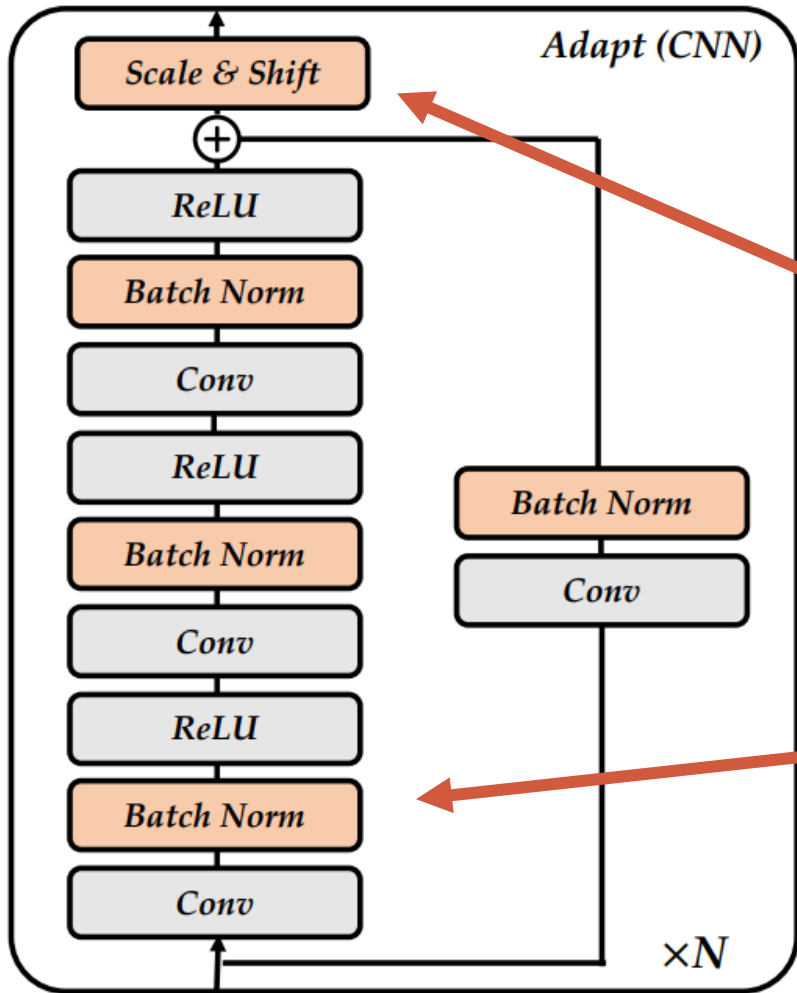 Adapt (CNN)
Scale & Shift
+
ReLU
Batch Norm
Conv
ReLU
Batch Norm
Conv
ReLU
Batch Norm
Conv
Batch Norm
Conv
×N